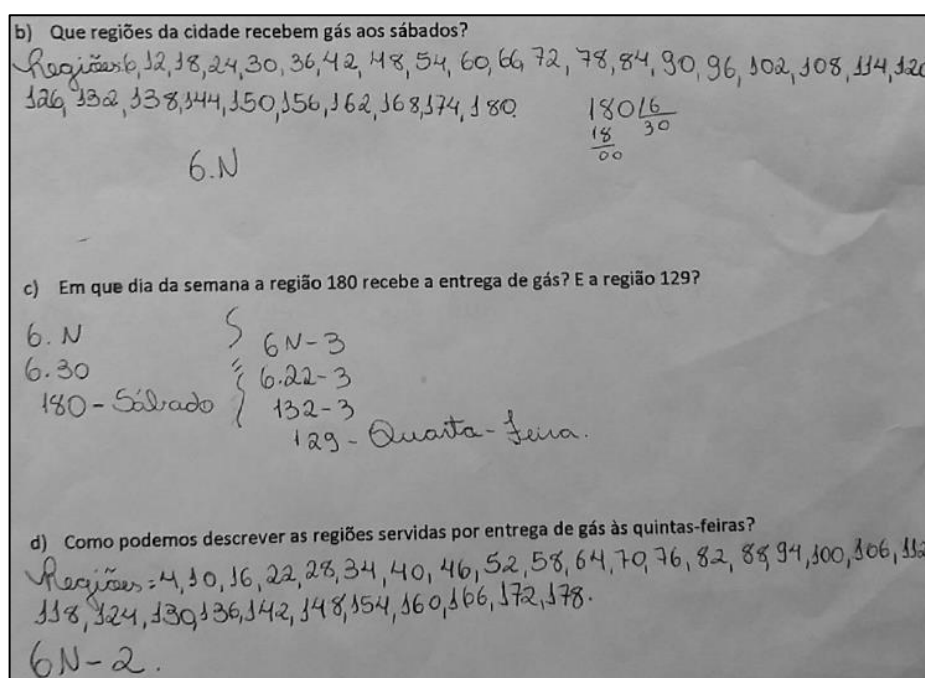 b) Que regiões da cidade recebem gás aos sábados?
Regiões: 6, 12, 18, 24, 30, 36, 42, 48, 54, 60, 66, 72, 78, 84, 90, 96, 102, 108, 114, 120
126, 132, 138, 144, 150, 156, 162, 168, 174, 180.
180 6
18 30
00
6.N
c) Em que dia da semana a região 180 recebe a entrega de gás? E a região 129?
6.N
6.30
180 - Sábado
6N-3
6.22-3
132-3
129 - Quarta-feira.
d) Como podemos descrever as regiões servidas por entrega de gás às quintas-feiras?
Regiões = 4, 10, 16, 22, 28, 34, 40, 46, 52, 58, 64, 70, 76, 82, 88, 94, 100, 106, 112
118, 124, 130, 136, 142, 148, 154, 160, 166, 172, 178.
6N-2.